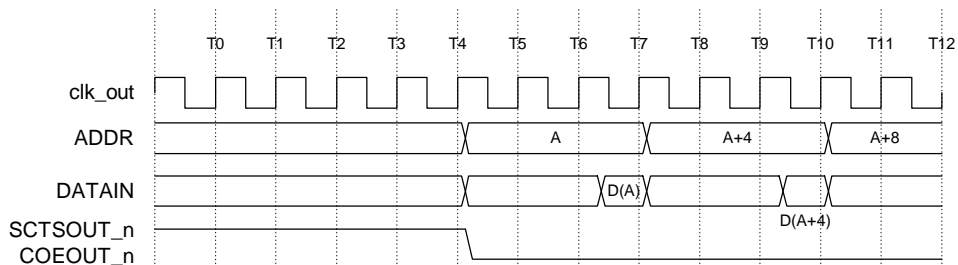 T0 T1 T2 T3 T4 T5 T6 T7 T8 T9 T10 T11 T12
clk_out
ADDR A A+4 A+8
DATAIN D(A)
D(A+4)
SCTSOUT_n
COEOUT_n